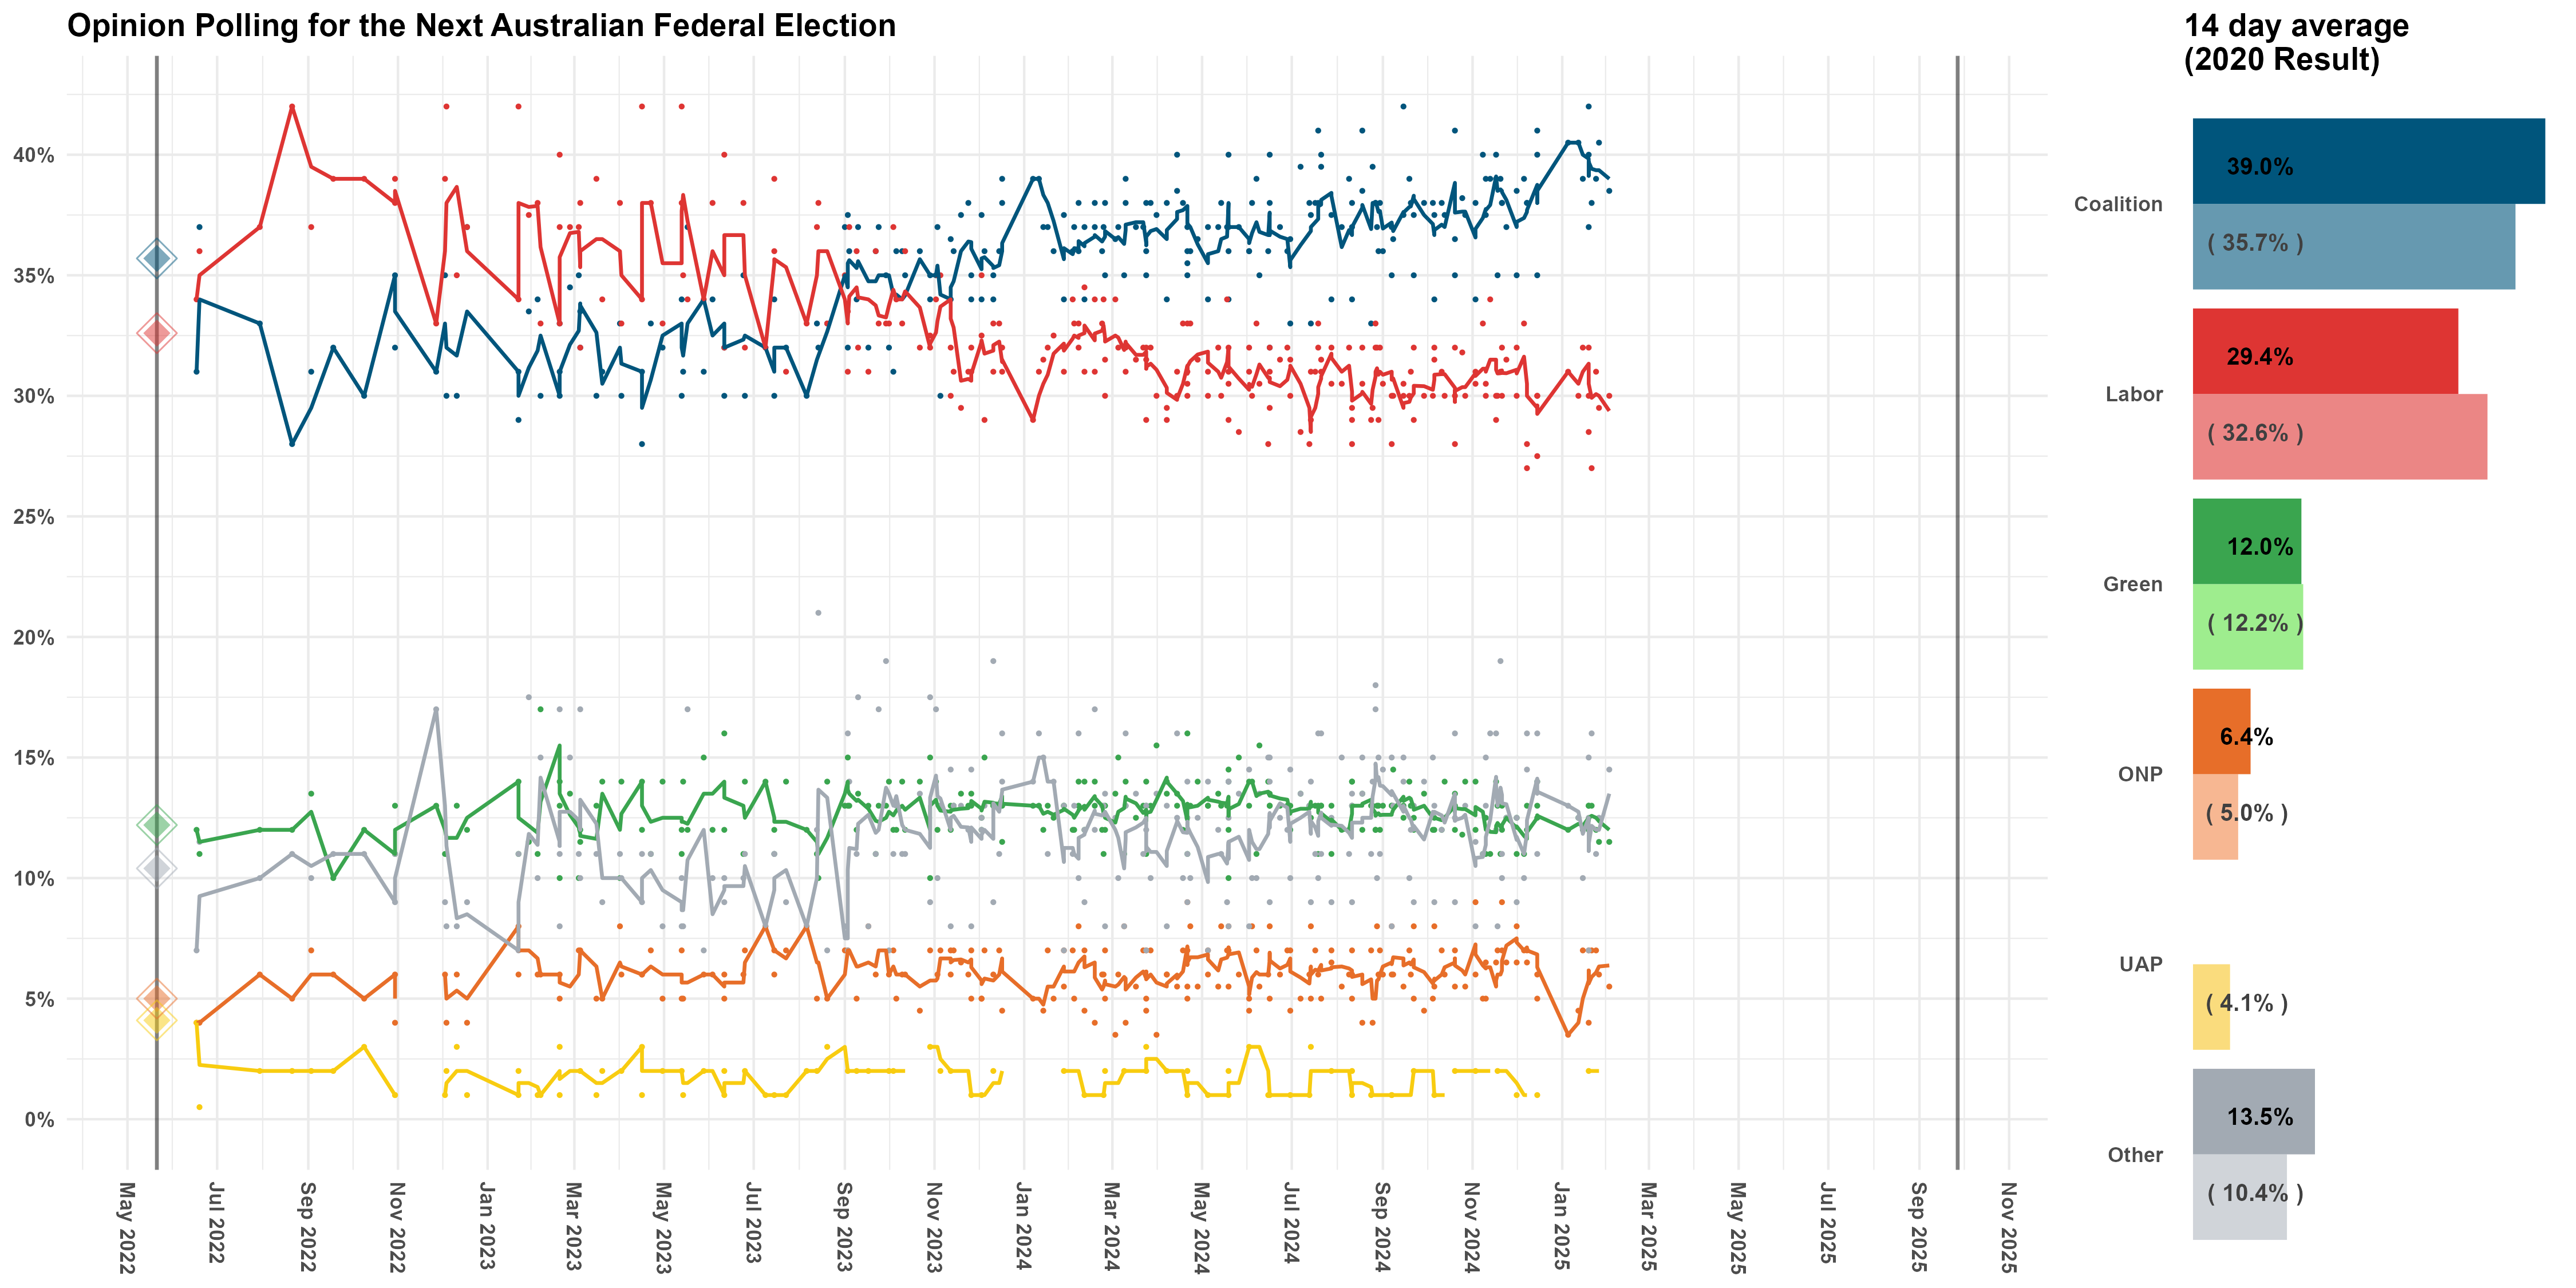 Opinion Polling for the Next Australian Federal Election
14 day average
(2020 Result)
40%
35%
30%
25%
20%
15%
10%
5%
0%
May 2022
Jul 2022
Sep 2022
Nov 2022
Jan 2023
Mar 2023
May 2023
Jul 2023
Sep 2023
Nov 2023
Jan 2024
Mar 2024
May 2024
Jul 2024
Sep 2024
Nov 2024
Jan 2025
Mar 2025
May 2025
Jul 2025
Sep 2025
Nov 2025
Coalition
39.0%
( 35.7% )
Labor
29.4%
( 32.6% )
Green
12.0%
( 12.2% )
ONP
6.4%
( 5.0% )
UAP
( 4.1% )
Other
13.5%
( 10.4% )